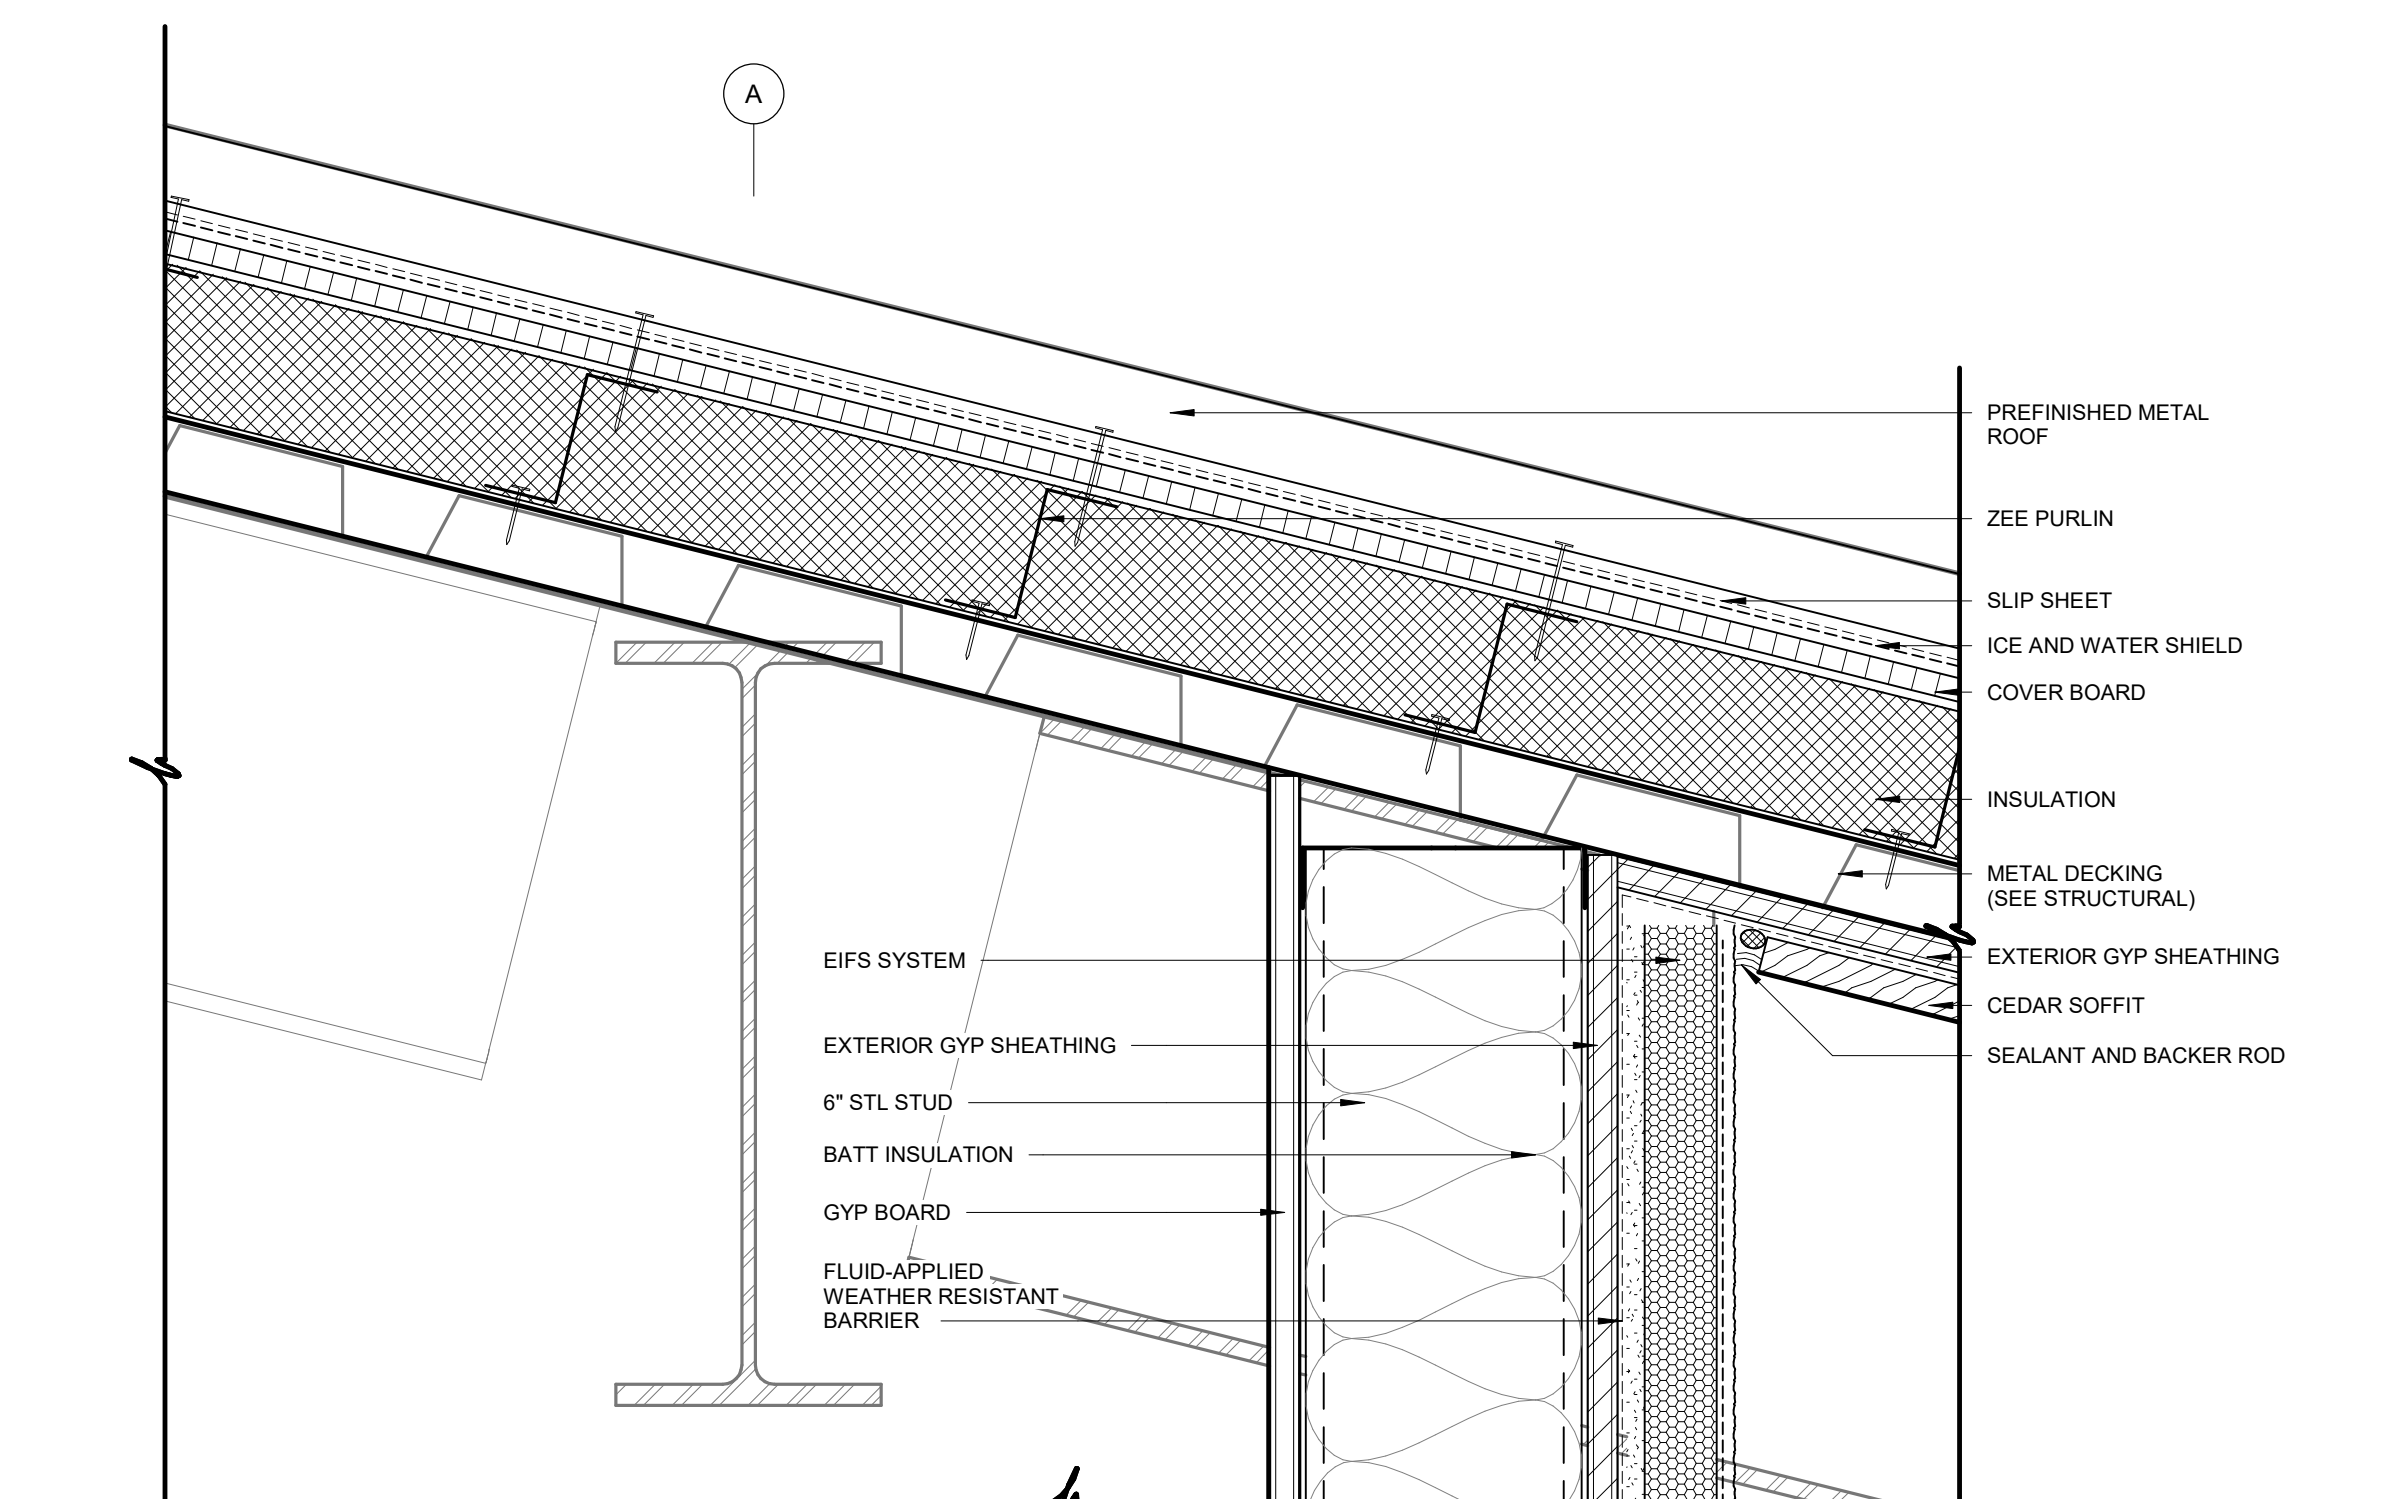 A
PREFINISHED METAL
ROOF
ZEE PURLIN
SLIP SHEET
ICE AND WATER SHIELD
COVER BOARD
INSULATION
METAL DECKING
(SEE STRUCTURAL)
EXTERIOR GYP SHEATHING
CEDAR SOFFIT
SEALANT AND BACKER ROD
EIFS SYSTEM
EXTERIOR GYP SHEATHING
6" STL STUD
BATT INSULATION
GYP BOARD
FLUID-APPLIED
WEATHER RESISTANT
BARRIER